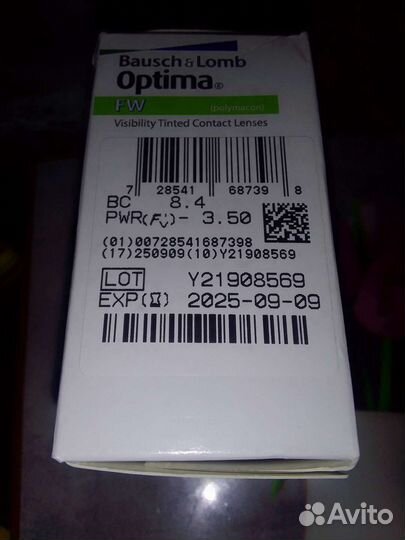 Bausch & Lomb
Optima®
FW (polymacon)
Visibility Tinted Contact Lenses
7 28541 68739 8
BC 8.4
PWR(Fv)- 3.50
(01)00728541687398
(17)250909(10)Y21908569
LOT Y21908569
EXP(⌛) 2025-09-09
Avito